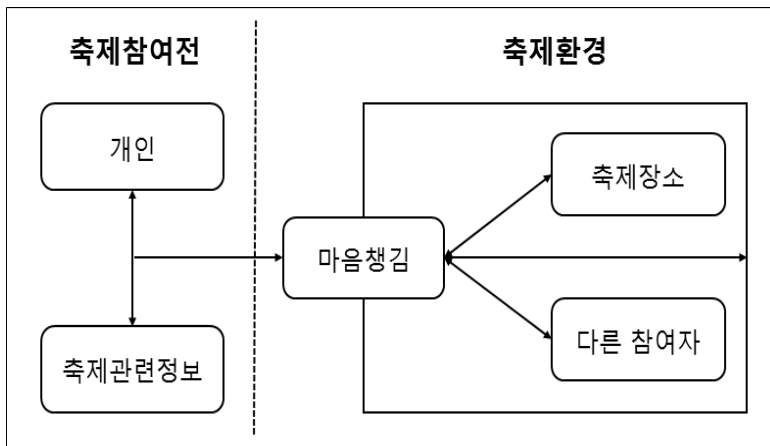 축제참여전
축제환경
개인
축제장소
마음챙김
다른 참여자
축제관련정보